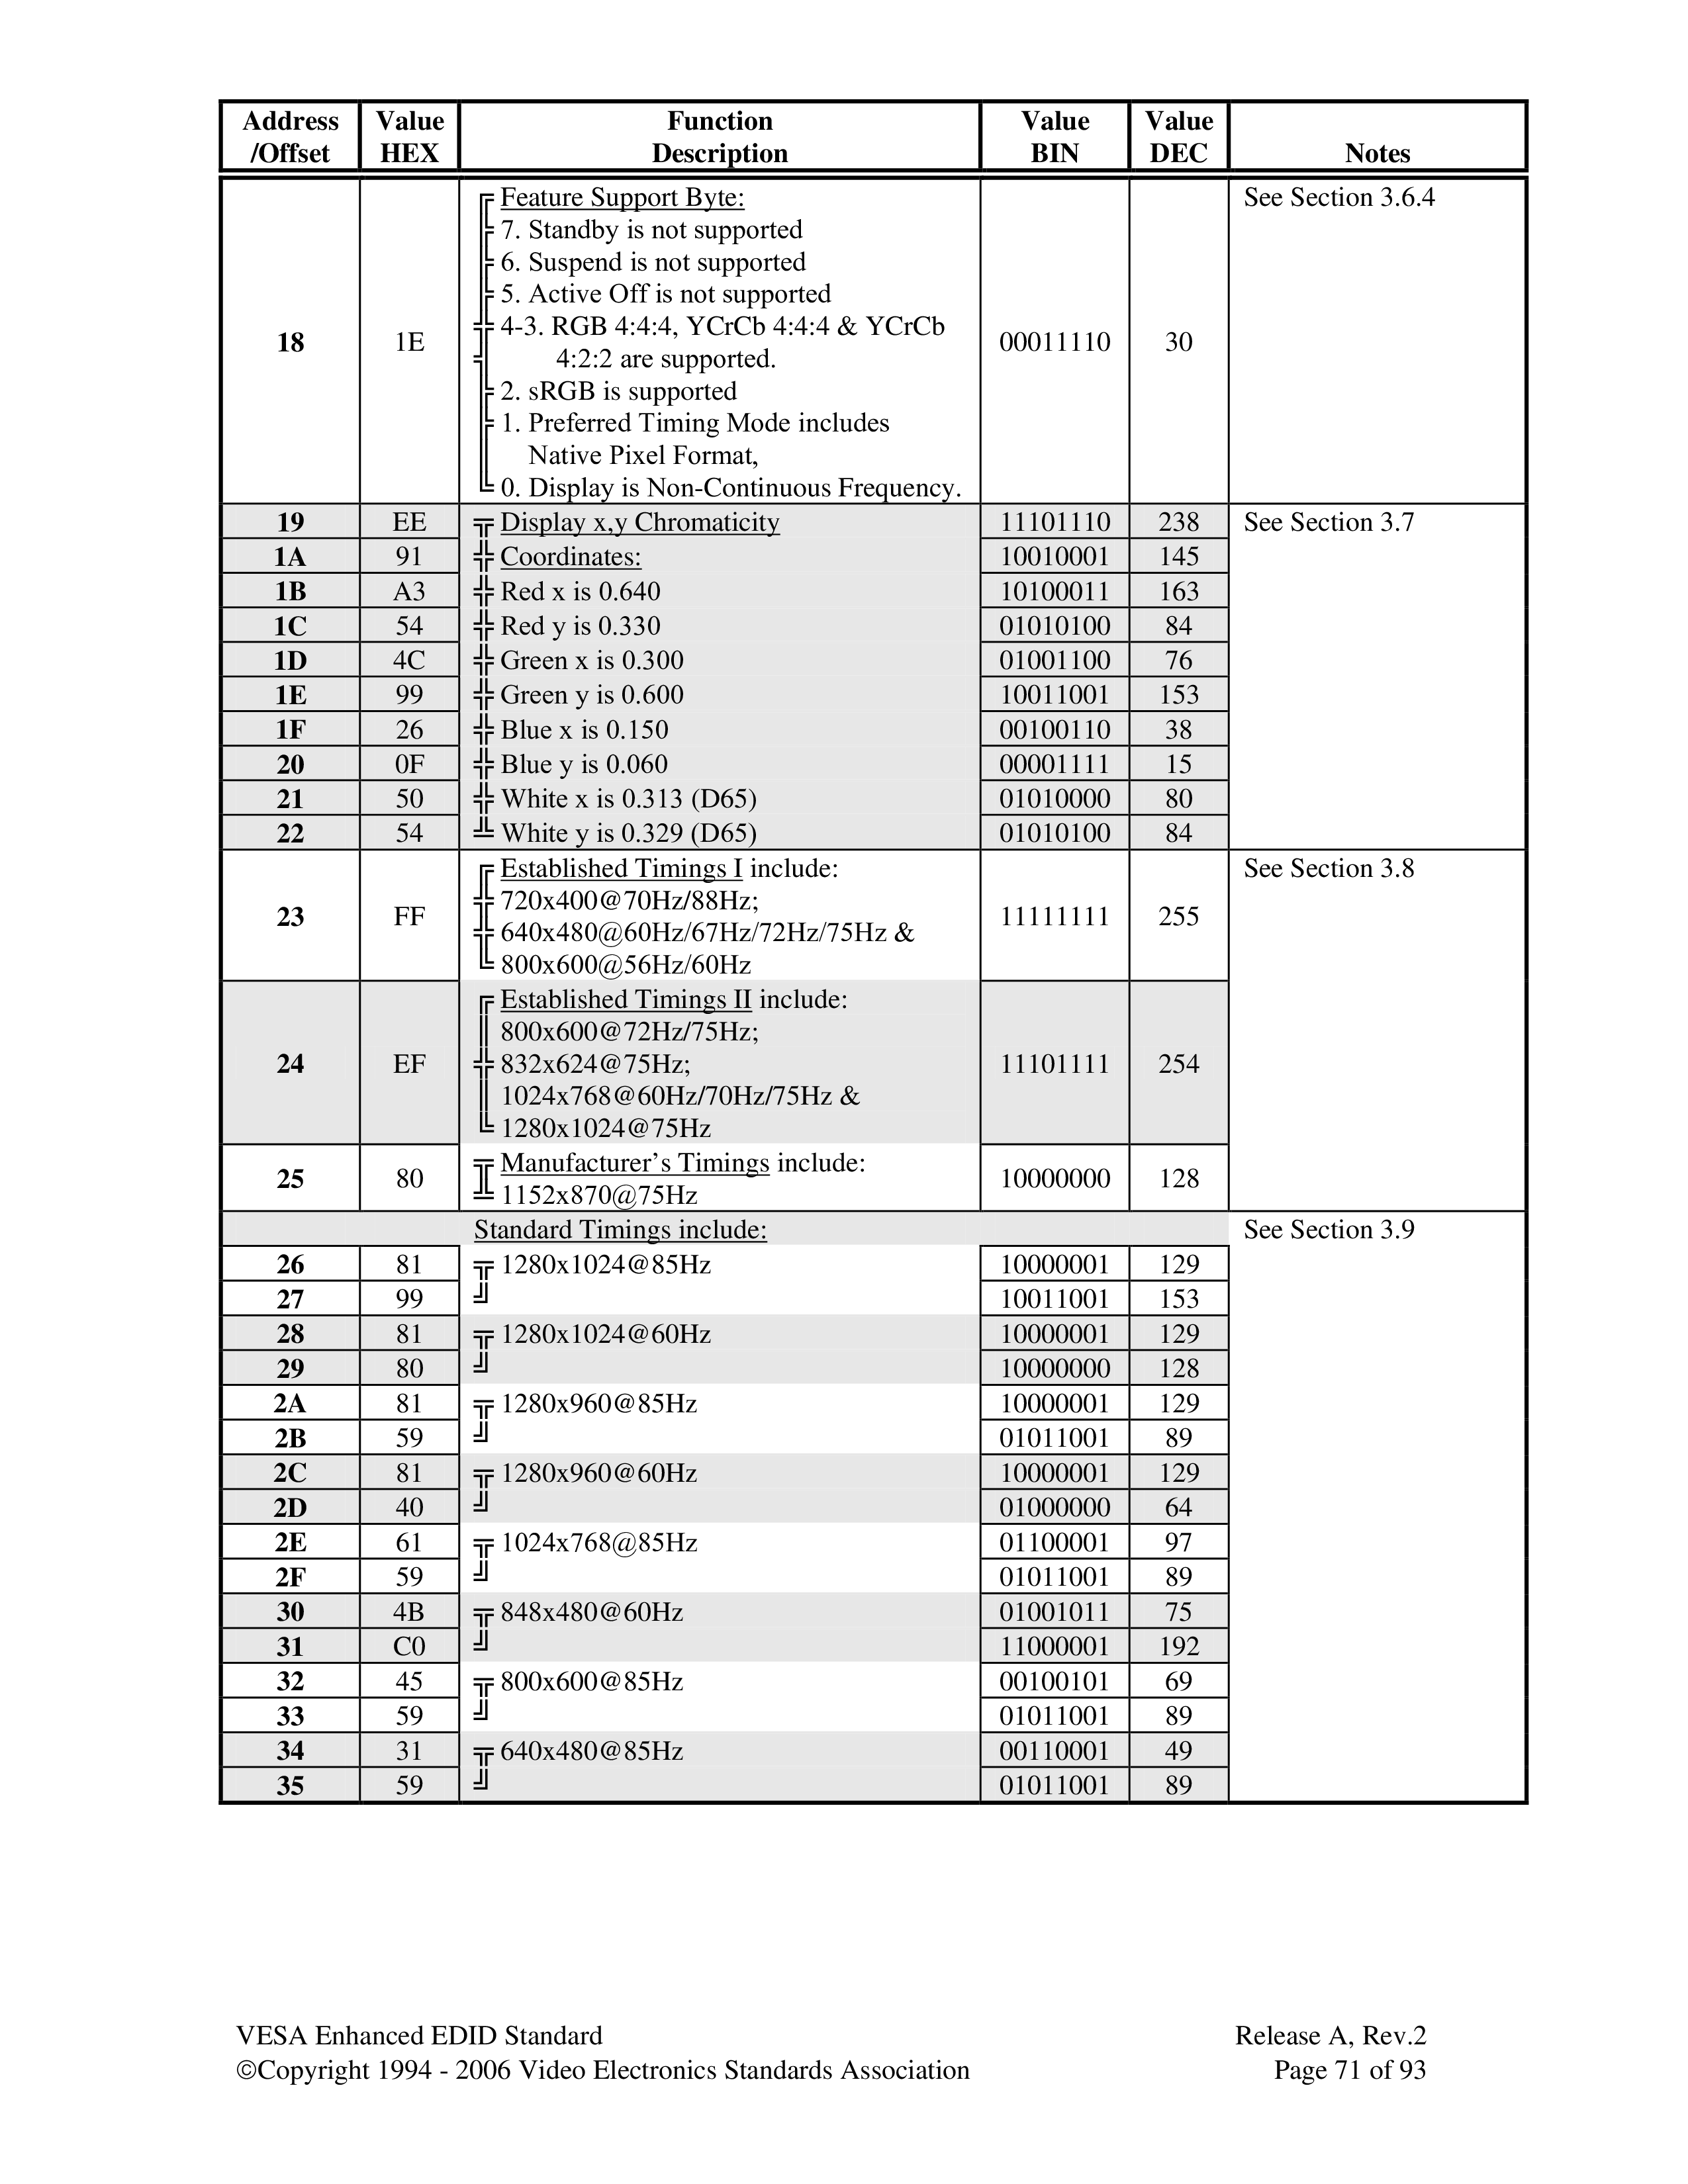 Address /Offset Value HEX Function Description Value BIN Value DEC Notes
18 1E Feature Support Byte: 00011110 30 See Section 3.6.4
7. Standby is not supported
6. Suspend is not supported
5. Active Off is not supported
4-3. RGB 4:4:4, YCrCb 4:4:4 & YCrCb
4:2:2 are supported.
2. sRGB is supported
1. Preferred Timing Mode includes
Native Pixel Format,
0. Display is Non-Continuous Frequency.
19 EE Display x,y Chromaticity 11101110 238 See Section 3.7
1A 91 Coordinates: 10010001 145
1B A3 Red x is 0.640 10100011 163
1C 54 Red y is 0.330 01010100 84
1D 4C Green x is 0.300 01001100 76
1E 99 Green y is 0.600 10011001 153
1F 26 Blue x is 0.150 00100110 38
20 0F Blue y is 0.060 00001111 15
21 50 White x is 0.313 (D65) 01010000 80
22 54 White y is 0.329 (D65) 01010100 84
23 FF Established Timings I include: 11111111 255 See Section 3.8
720x400@70Hz/88Hz;
640x480@60Hz/67Hz/72Hz/75Hz &
800x600@56Hz/60Hz
24 EF Established Timings II include: 11101111 254
800x600@72Hz/75Hz;
832x624@75Hz;
1024x768@60Hz/70Hz/75Hz &
1280x1024@75Hz
25 80 Manufacturer’s Timings include: 10000000 128
1152x870@75Hz
Standard Timings include: See Section 3.9
26 81 1280x1024@85Hz 10000001 129
27 99 10011001 153
28 81 1280x1024@60Hz 10000001 129
29 80 10000000 128
2A 81 1280x960@85Hz 10000001 129
2B 59 01011001 89
2C 81 1280x960@60Hz 10000001 129
2D 40 01000000 64
2E 61 1024x768@85Hz 01100001 97
2F 59 01011001 89
30 4B 848x480@60Hz 01001011 75
31 C0 11000001 192
32 45 800x600@85Hz 00100101 69
33 59 01011001 89
34 31 640x480@85Hz 00110001 49
35 59 01011001 89
VESA Enhanced EDID Standard Release A, Rev.2
©Copyright 1994 - 2006 Video Electronics Standards Association Page 71 of 93